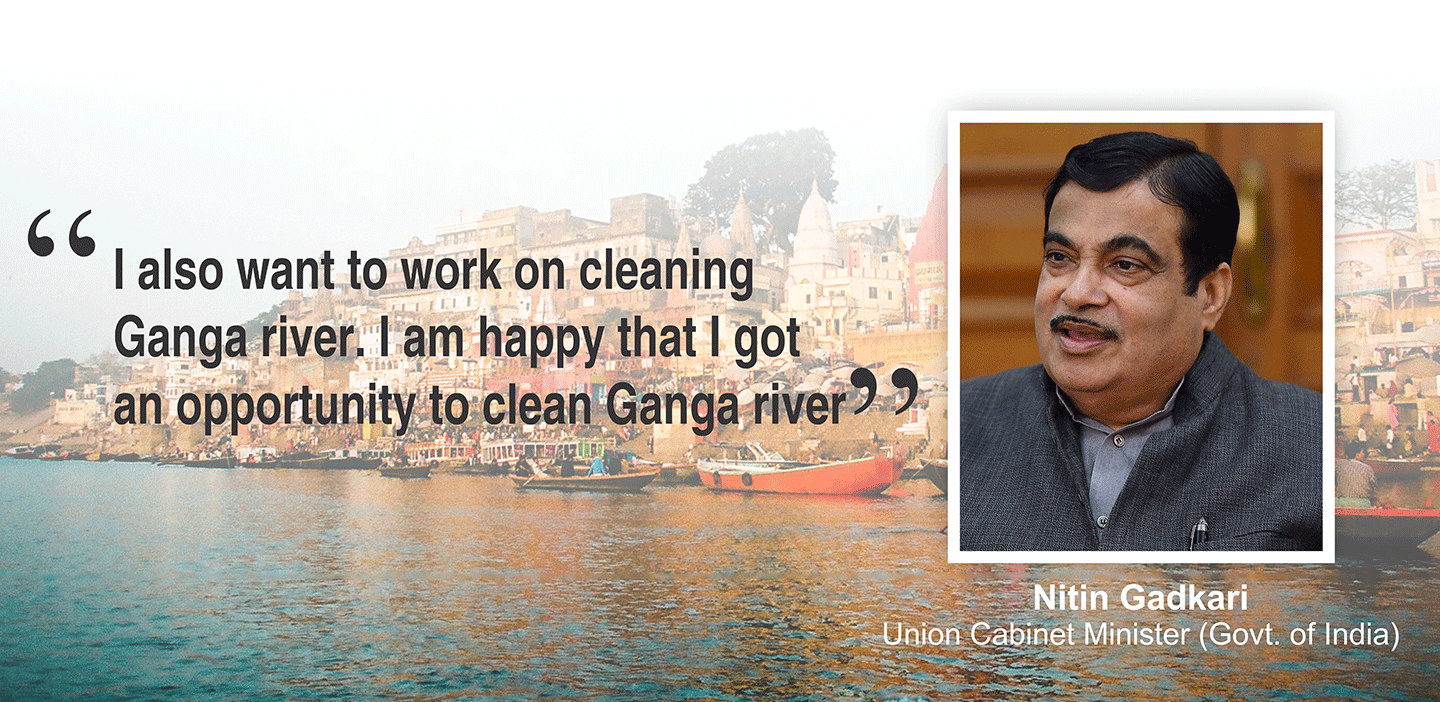 “ I also want to work on cleaning
Ganga river. I am happy that I got
an opportunity to clean Ganga river ”
Nitin Gadkari
Union Cabinet Minister (Govt. of India)